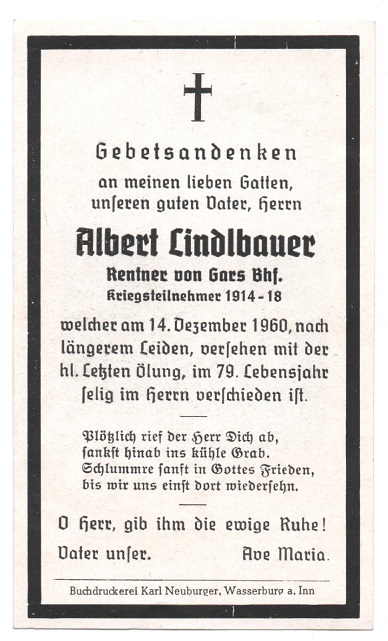 Gebetsandenken
an meinen lieben Gatten,
unseren guten Vater, Herrn
Albert Lindlbauer
Rentner von Gars Bhf.
Kriegsteilnehmer 1914-18
welcher am 14. Dezember 1960, nach
längerem Leiden, versehen mit der
hl. Letzten Ölung, im 79. Lebensjahr
selig im Herrn verschieden ist.
Plötzlich rief der Herr Dich ab,
sankst hinab ins kühle Grab.
Schlummre sanft in Gottes Frieden,
bis wir uns einst dort wiedersehn.
O Herr, gib ihm die ewige Ruhe!
Vater unser. Ave Maria.
Buchdruckerei Karl Neuburger, Wasserburg a. Inn